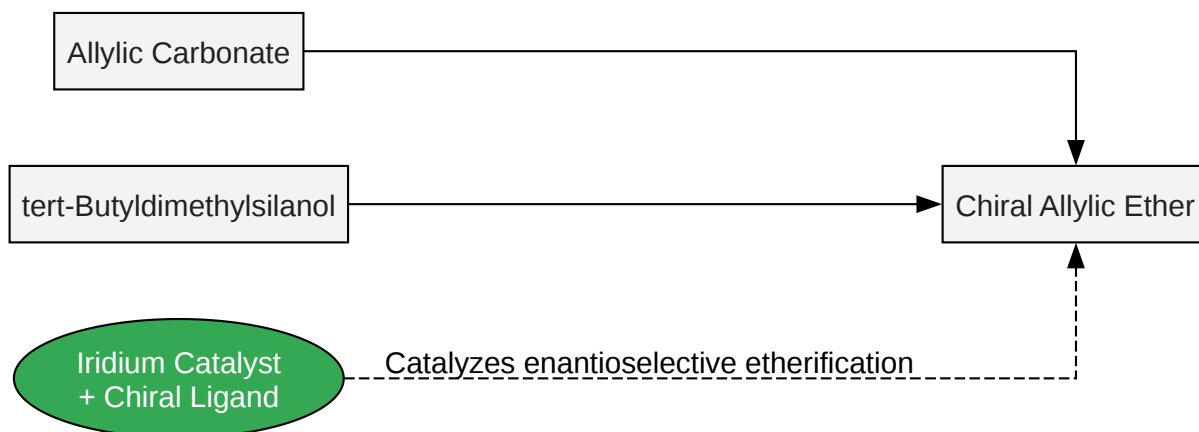 Allylic Carbonate
tert-Butyldimethylsilanol
Chiral Allylic Ether
Iridium Catalyst
+ Chiral Ligand
Catalyzes enantioselective etherification